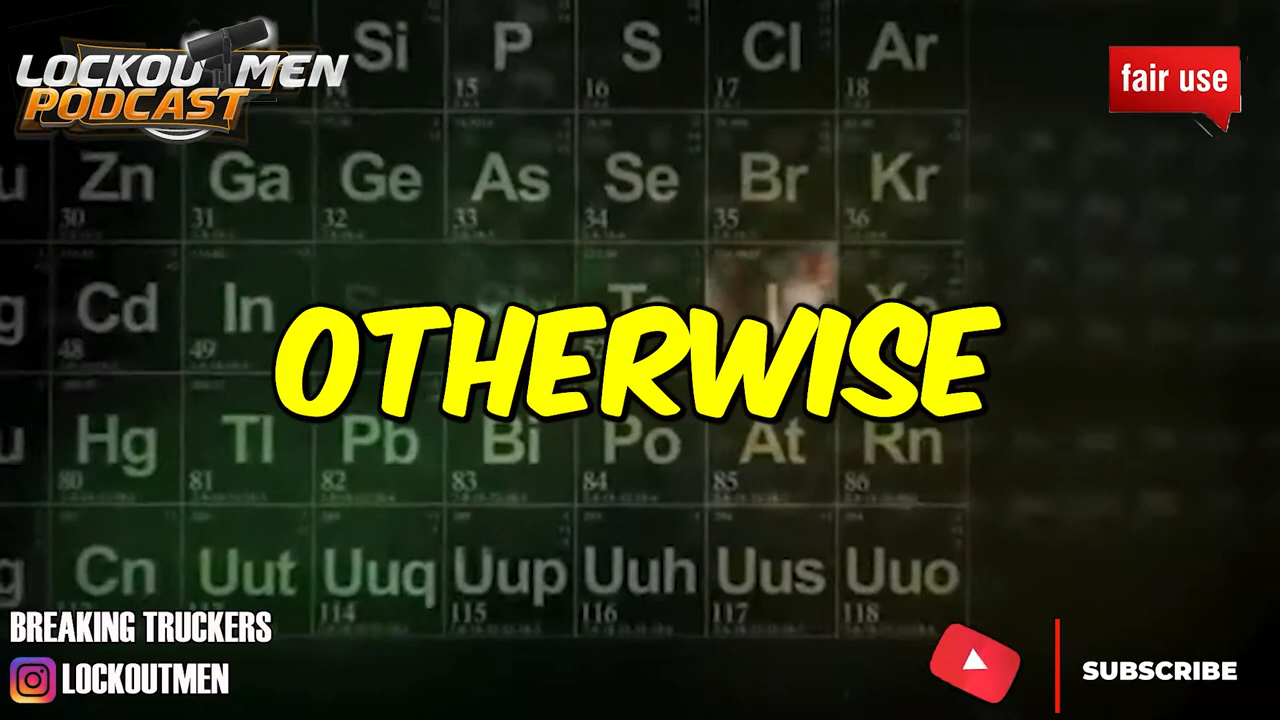 LOCKOUTMEN
PODCAST
fair use
Si P S Cl Ar
15 16 17 18
Zn Ga Ge As Se Br Kr
30 31 32 33 34 35 36
Cd In
48 49
OTHERWISE
Hg Tl Pb Bi Po At Rn
80 81 82 83 84 85 86
Cn Uut Uuq Uup Uuh Uus Uuo
114 115 116 117 118
BREAKING TRUCKERS
LOCKOUTMEN
SUBSCRIBE